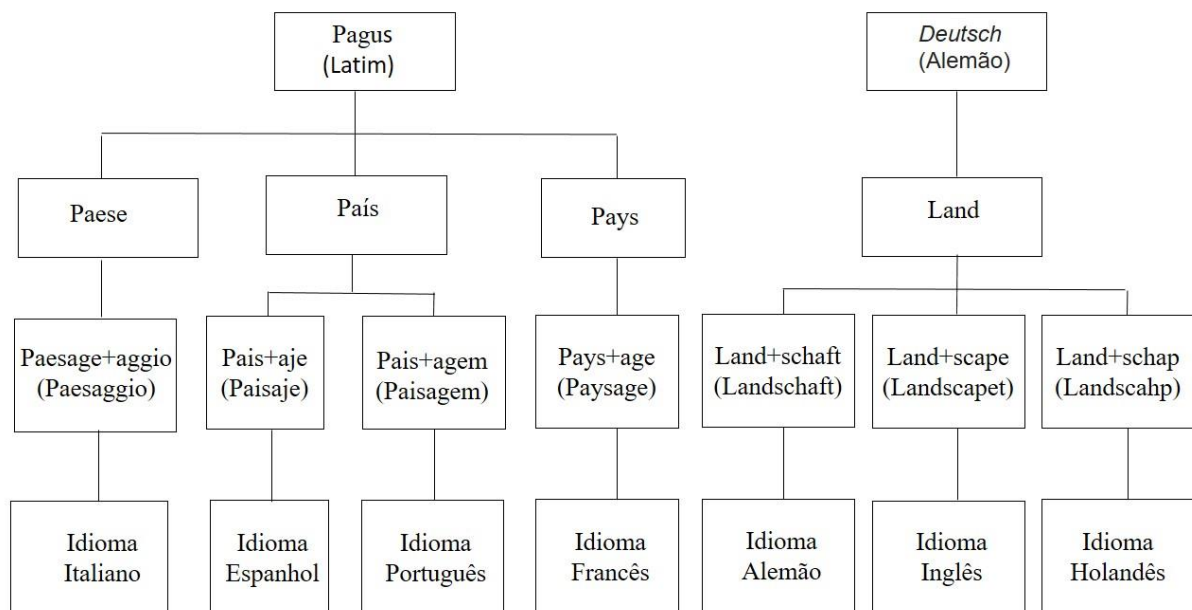 Pagus
(Latim)
Deutsch
(Alemão)
Paese
País
Pays
Land
Paesage+aggio
(Paesaggio)
Pais+aje
(Paisaje)
Pais+agem
(Paisagem)
Pays+age
(Paysage)
Land+schaft
(Landschaft)
Land+scape
(Landscapet)
Land+schap
(Landscahp)
Idioma
Italiano
Idioma
Espanhol
Idioma
Português
Idioma
Francês
Idioma
Alemão
Idioma
Inglês
Idioma
Holandês